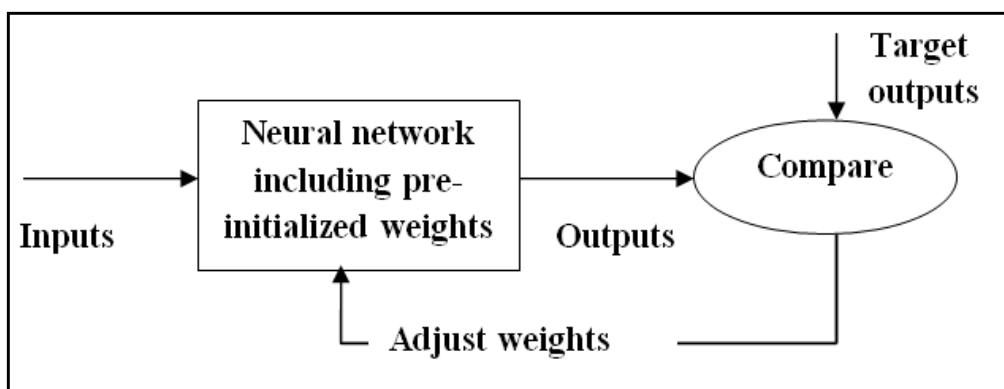 Target
outputs
Neural network
including pre-
initialized weights
Compare
Inputs
Outputs
Adjust weights